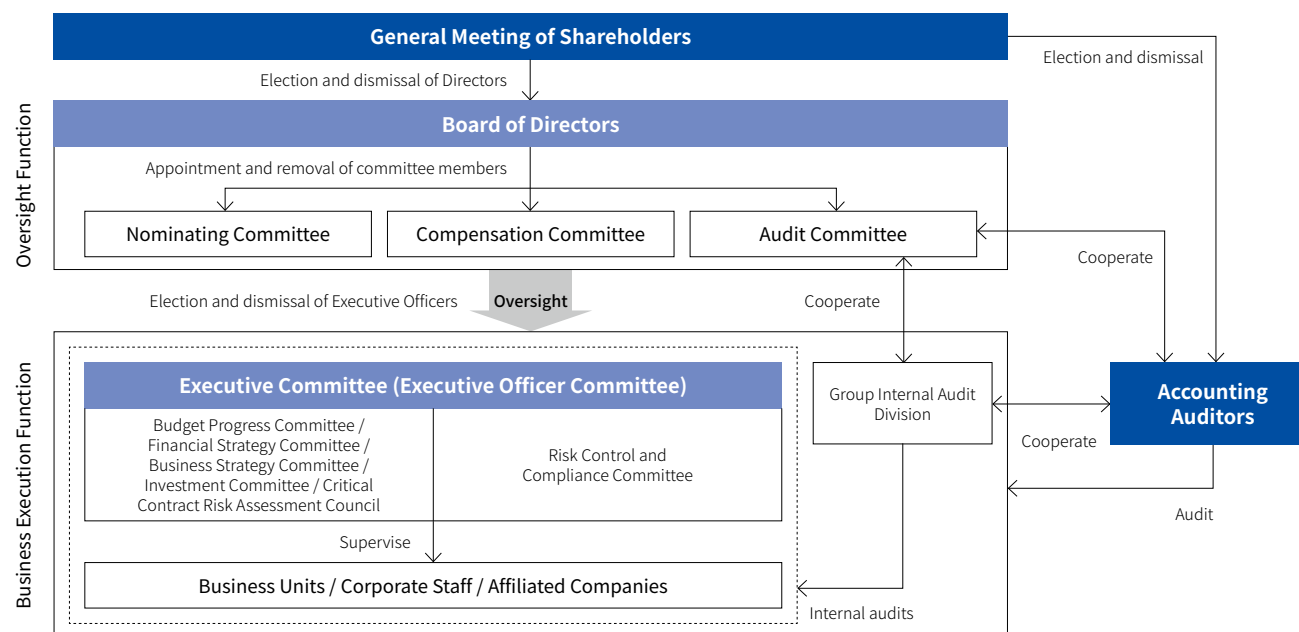 General Meeting of Shareholders
Election and dismissal of Directors
Election and dismissal
Oversight Function
Board of Directors
Appointment and removal of committee members
Nominating Committee
Compensation Committee
Audit Committee
Cooperate
Election and dismissal of Executive Officers
Oversight
Cooperate
Business Execution Function
Executive Committee (Executive Officer Committee)
Budget Progress Committee /
Financial Strategy Committee /
Business Strategy Committee /
Investment Committee / Critical
Contract Risk Assessment Council
Risk Control and
Compliance Committee
Group Internal Audit
Division
Cooperate
Accounting
Auditors
Audit
Supervise
Business Units / Corporate Staff / Affiliated Companies
Internal audits